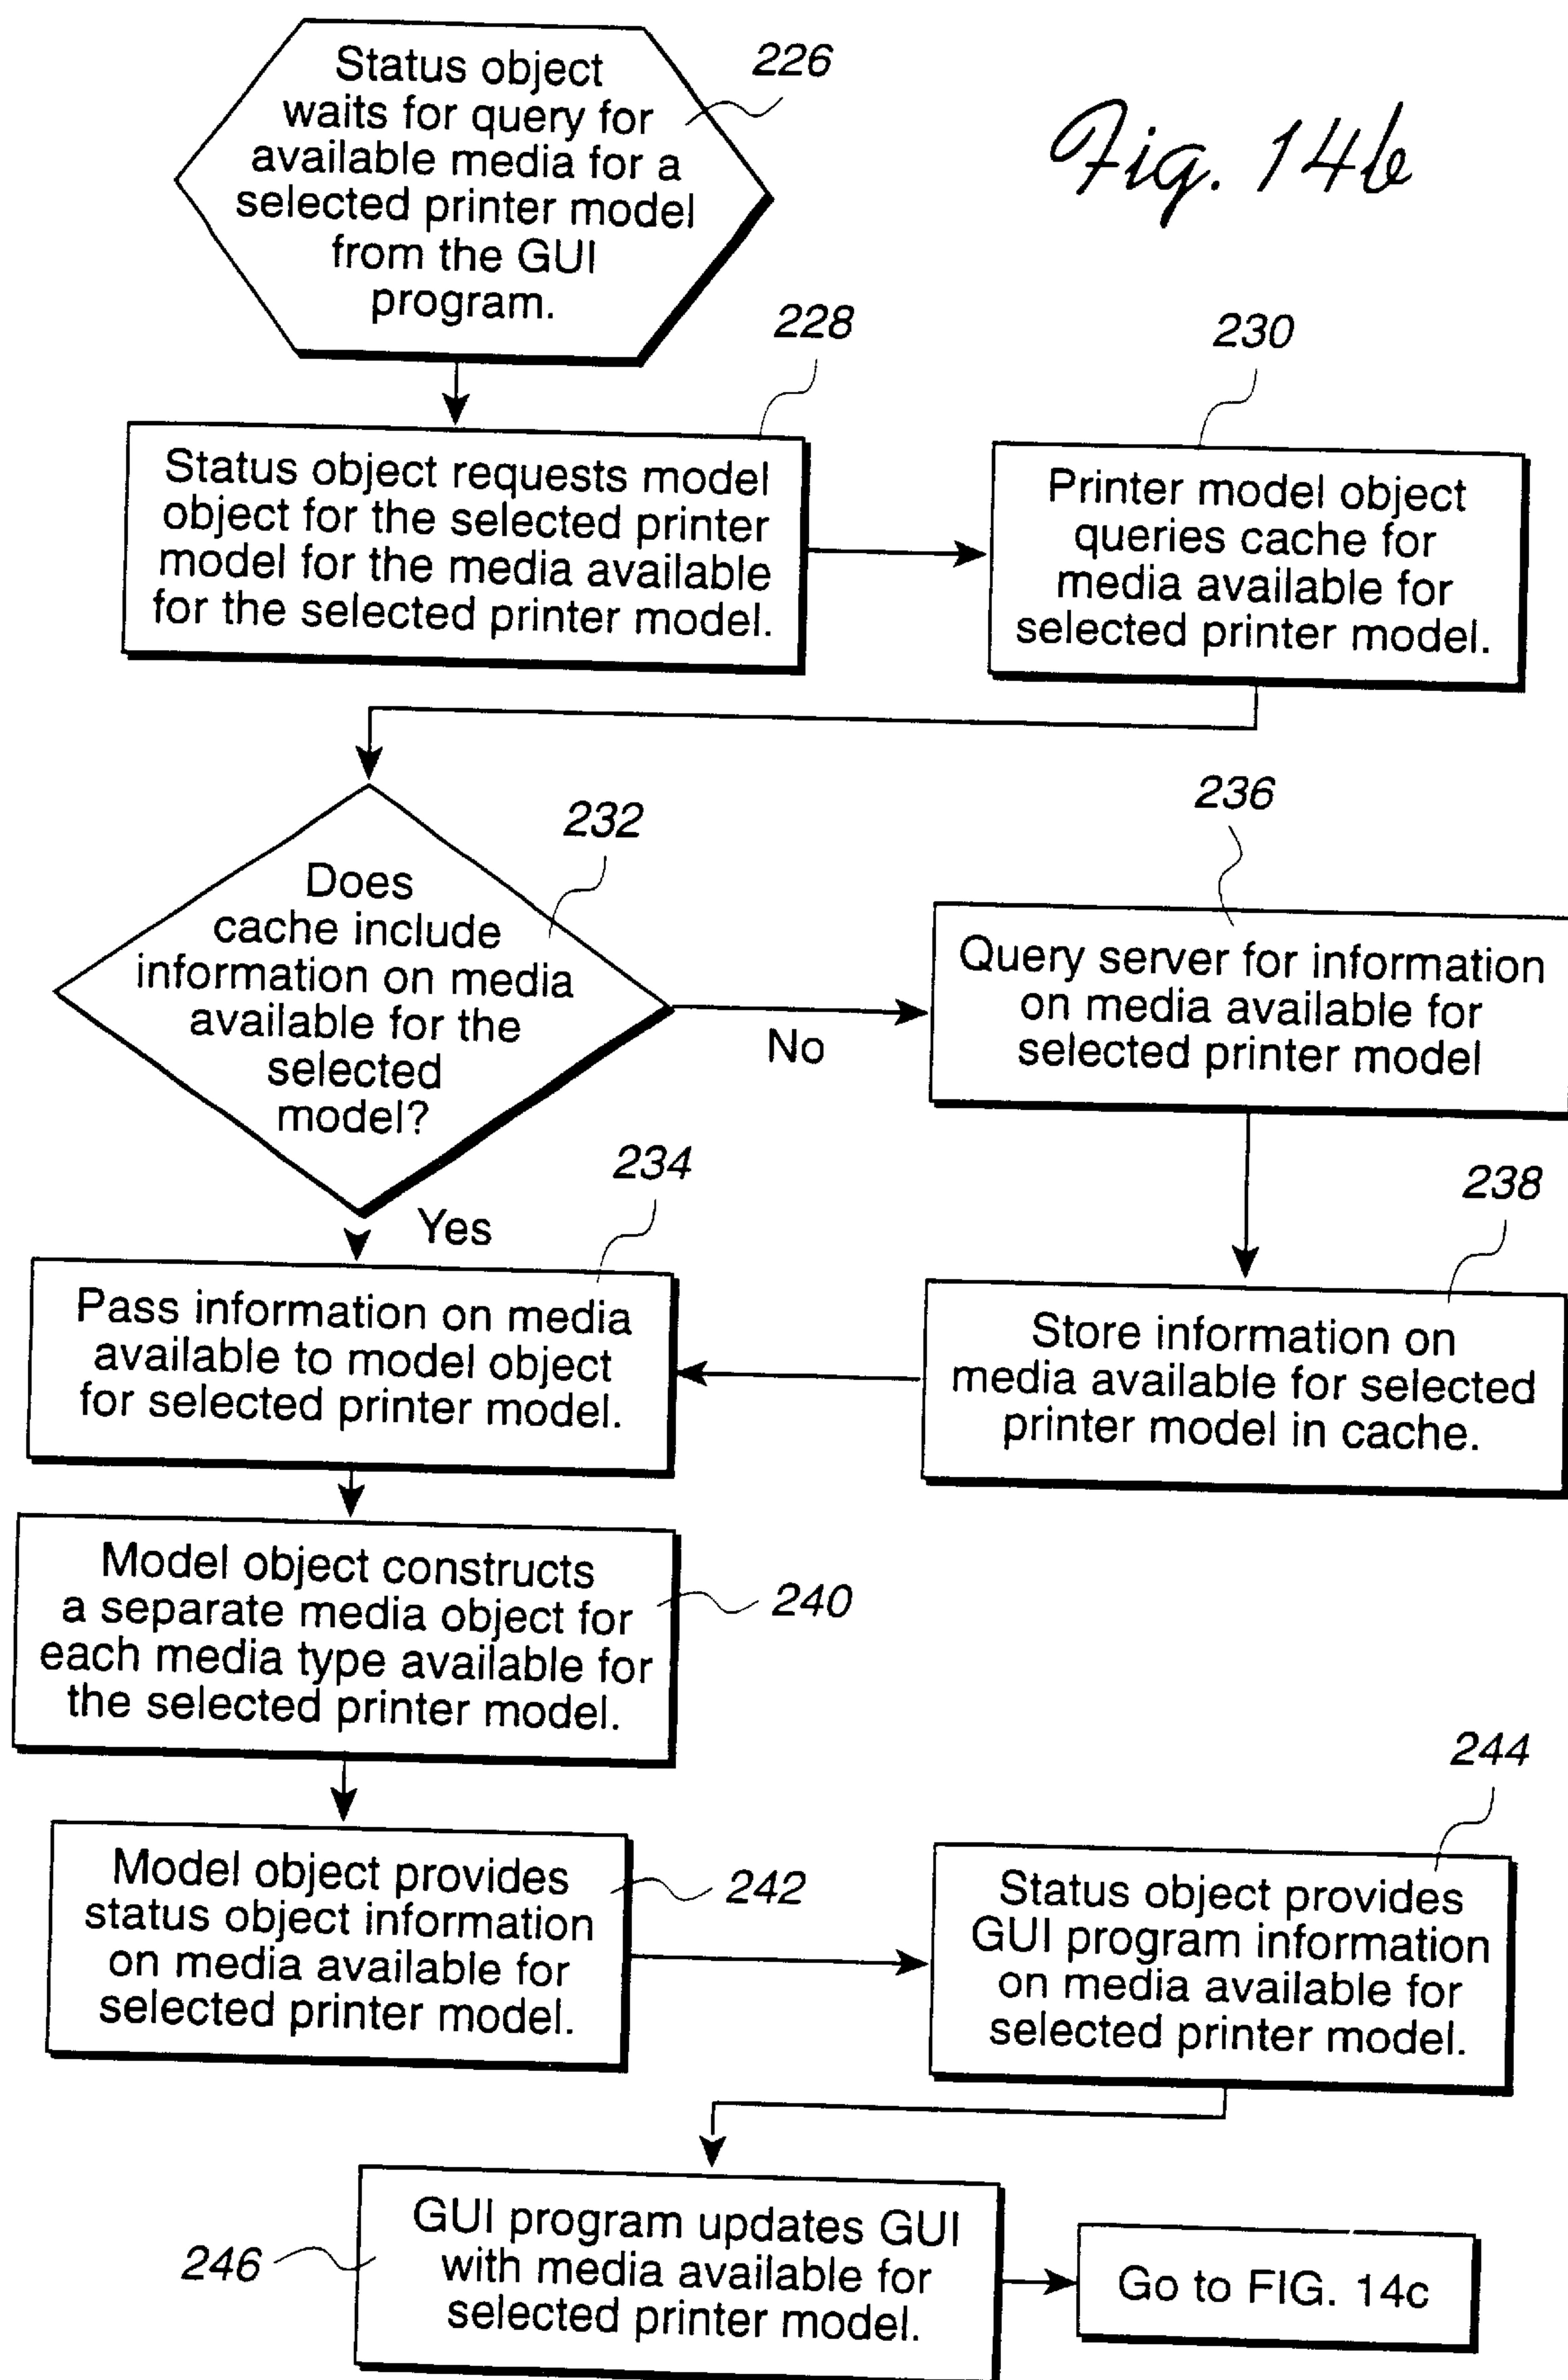 Fig. 14b
226
Status object
waits for query for
available media for a
selected printer model
from the GUI
program.
228
Status object requests model
object for the selected printer
model for the media available
for the selected printer model.
230
Printer model object
queries cache for
media available for
selected printer model.
232
Does
cache include
information on media
available for the
selected
model?
No
Yes
236
Query server for information
on media available for
selected printer model
238
Store information on
media available for selected
printer model in cache.
234
Pass information on media
available to model object
for selected printer model.
240
Model object constructs
a separate media object for
each media type available for
the selected printer model.
242
Model object provides
status object information
on media available for
selected printer model.
244
Status object provides
GUI program information
on media available for
selected printer model.
246
GUI program updates GUI
with media available for
selected printer model.
Go to FIG. 14c